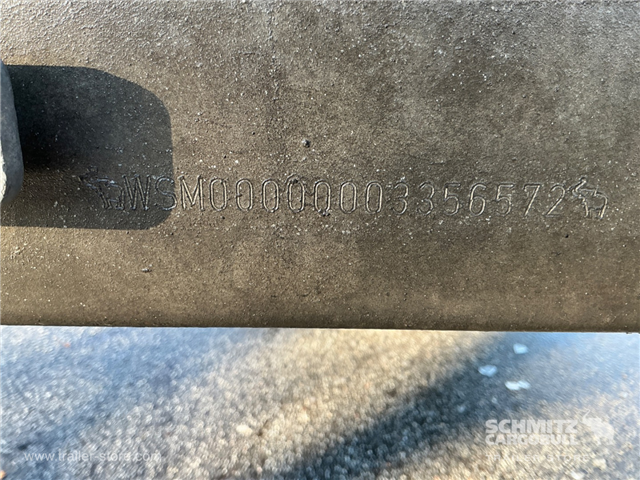 WSM00000003356572
SCHMITZ
CARGOBULL
www.trailer-store.com